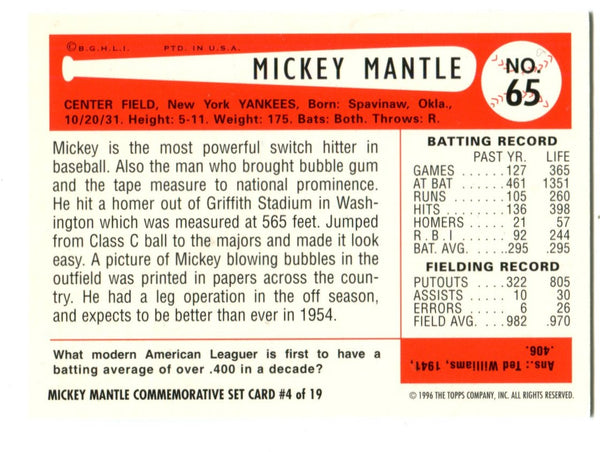 ©B.G.H.L.I. PTD. IN U.S.A.
MICKEY MANTLE
NO.
65
CENTER FIELD, New York YANKEES, Born: Spavinaw, Okla.,
10/20/31. Height: 5-11. Weight: 175. Bats: Both. Throws: R.
Mickey is the most powerful switch hitter in
baseball. Also the man who brought bubble gum
and the tape measure to national prominence.
He hit a homer out of Griffith Stadium in Wash-
ington which was measured at 565 feet. Jumped
from Class C ball to the majors and made it look
easy. A picture of Mickey blowing bubbles in the
outfield was printed in papers across the coun-
try. He had a leg operation in the off season,
and expects to be better than ever in 1954.
BATTING RECORD
PAST YR. LIFE
GAMES 127 365
AT BAT 461 1351
RUNS 105 260
HITS 136 398
HOMERS 21 57
R.B.I 92 244
BAT. AVG. .295 .295
FIELDING RECORD
PUTOUTS 322 805
ASSISTS 10 30
ERRORS 6 26
FIELD AVG. .982 .970
What modern American Leaguer is first to have a
batting average of over .400 in a decade?
Ans.: Ted Williams, 1941,
.406.
MICKEY MANTLE COMMEMORATIVE SET CARD #4 of 19
© 1996 THE TOPPS COMPANY, INC. ALL RIGHTS RESERVED.